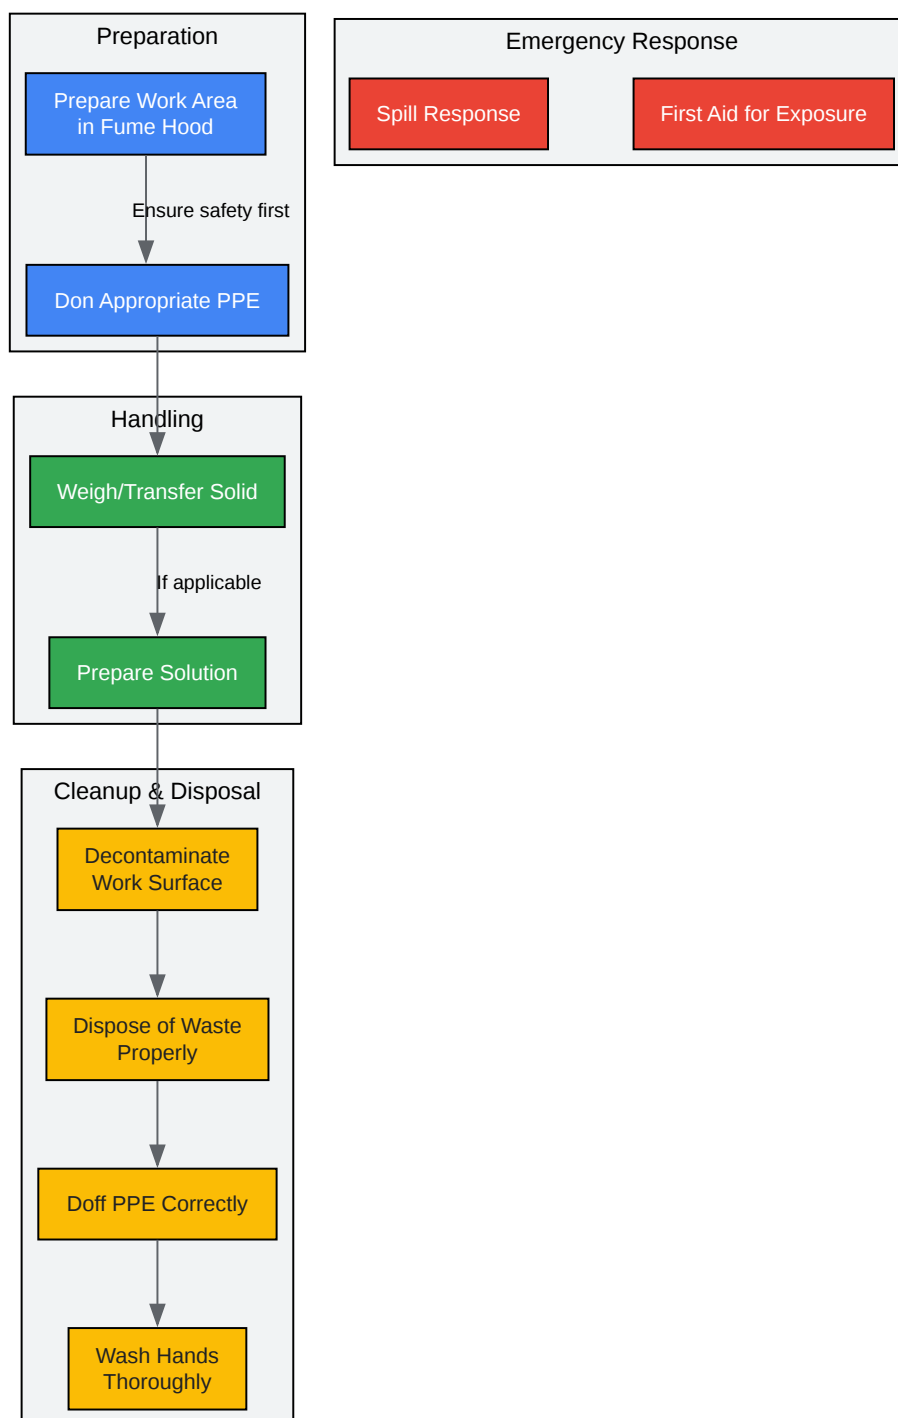 Preparation
Prepare Work Area
in Fume Hood
Ensure safety first
Don Appropriate PPE
Emergency Response
Spill Response
First Aid for Exposure
Handling
Weigh/Transfer Solid
If applicable
Prepare Solution
Cleanup & Disposal
Decontaminate
Work Surface
Dispose of Waste
Properly
Doff PPE Correctly
Wash Hands
Thoroughly